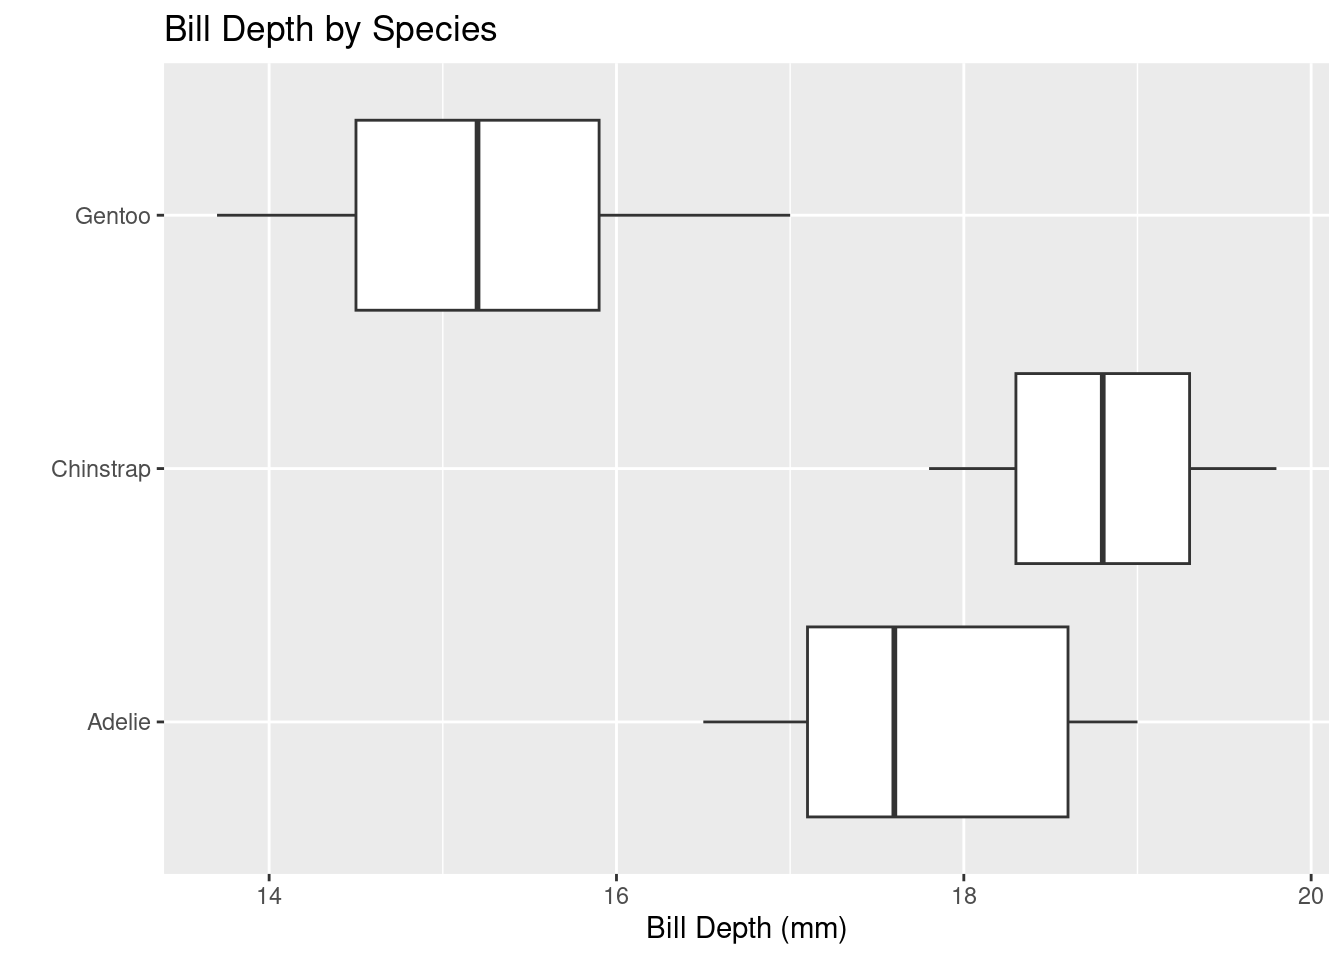 Bill Depth by Species
Gentoo
Chinstrap
Adelie
14 16 18 20
Bill Depth (mm)